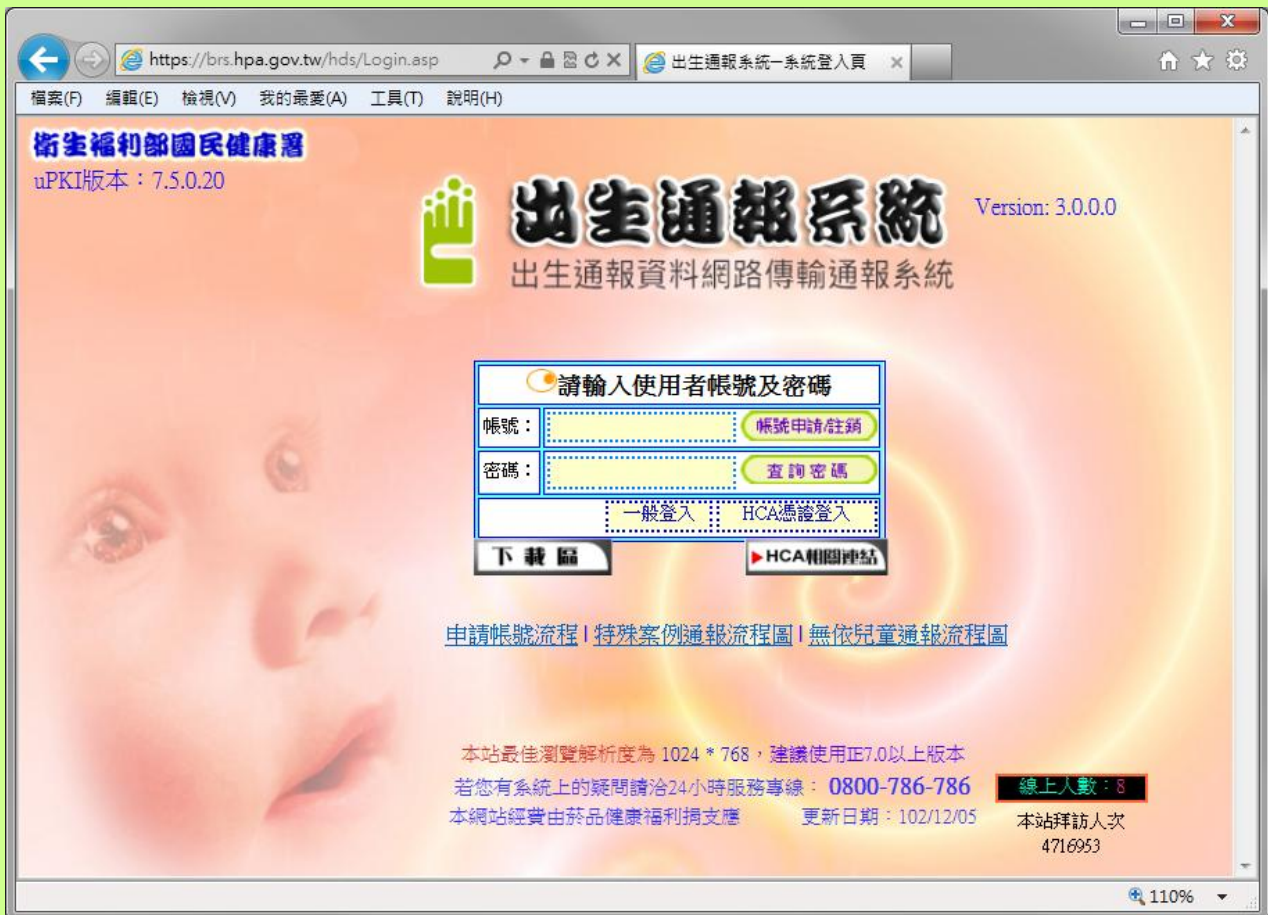 https://brs.hpa.gov.tw/hds/Login.asp
出生通報系統─系統登入頁
檔案(F) 編輯(E) 檢視(V) 我的最愛(A) 工具(T) 說明(H)
衛生福利部國民健康署
uPKI版本：7.5.0.20
出生通報系統
Version: 3.0.0.0
出生通報資料網路傳輸通報系統
請輸入使用者帳號及密碼
帳號： 帳號申請/註銷
密碼： 查詢密碼
一般登入 HCA憑證登入
下載區 HCA相關連結
申請帳號流程 | 特殊案例通報流程圖 | 無依兒童通報流程圖
本站最佳瀏覽解析度為 1024 * 768，建議使用IE7.0以上版本
若您有系統上的疑問請洽24小時服務專線： 0800-786-786
線上人數：8
本網站經費由菸品健康福利捐支應 更新日期：102/12/05
本站拜訪人次
4716953
110%